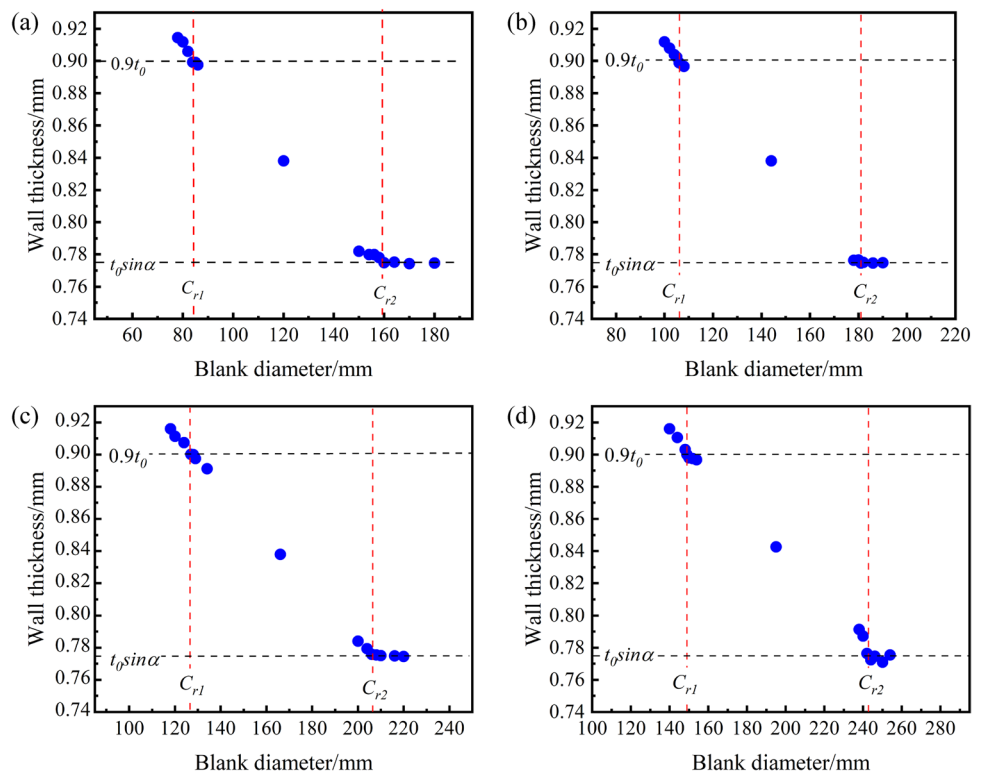 (a)
0.92
0.90
0.88
0.86
0.84
0.82
0.80
0.78
0.76
0.74
Wall thickness/mm
0.9t0
t0sinα
Cr1
Cr2
60 80 100 120 140 160 180
Blank diameter/mm
(b)
0.92
0.90
0.88
0.86
0.84
0.82
0.80
0.78
0.76
0.74
Wall thickness/mm
0.9t0
t0sinα
Cr1
Cr2
80 100 120 140 160 180 200 220
Blank diameter/mm
(c)
0.92
0.90
0.88
0.86
0.84
0.82
0.80
0.78
0.76
0.74
Wall thickness/mm
0.9t0
t0sinα
Cr1
Cr2
100 120 140 160 180 200 220 240
Blank diameter/mm
(d)
0.92
0.90
0.88
0.86
0.84
0.82
0.80
0.78
0.76
0.74
Wall thickness/mm
0.9t0
t0sinα
Cr1
Cr2
100 120 140 160 180 200 220 240 260 280
Blank diameter/mm